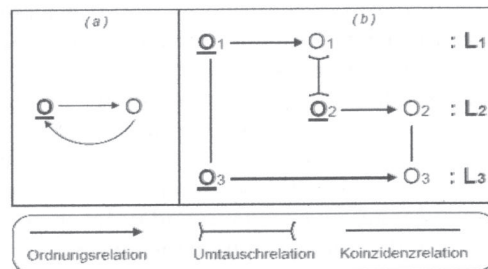 (a)
(b)
O O
O1 O1 : L1
O2 O2 : L2
O3 O3 : L3
Ordnungsrelation Umtauschrelation Koinzidenzrelation